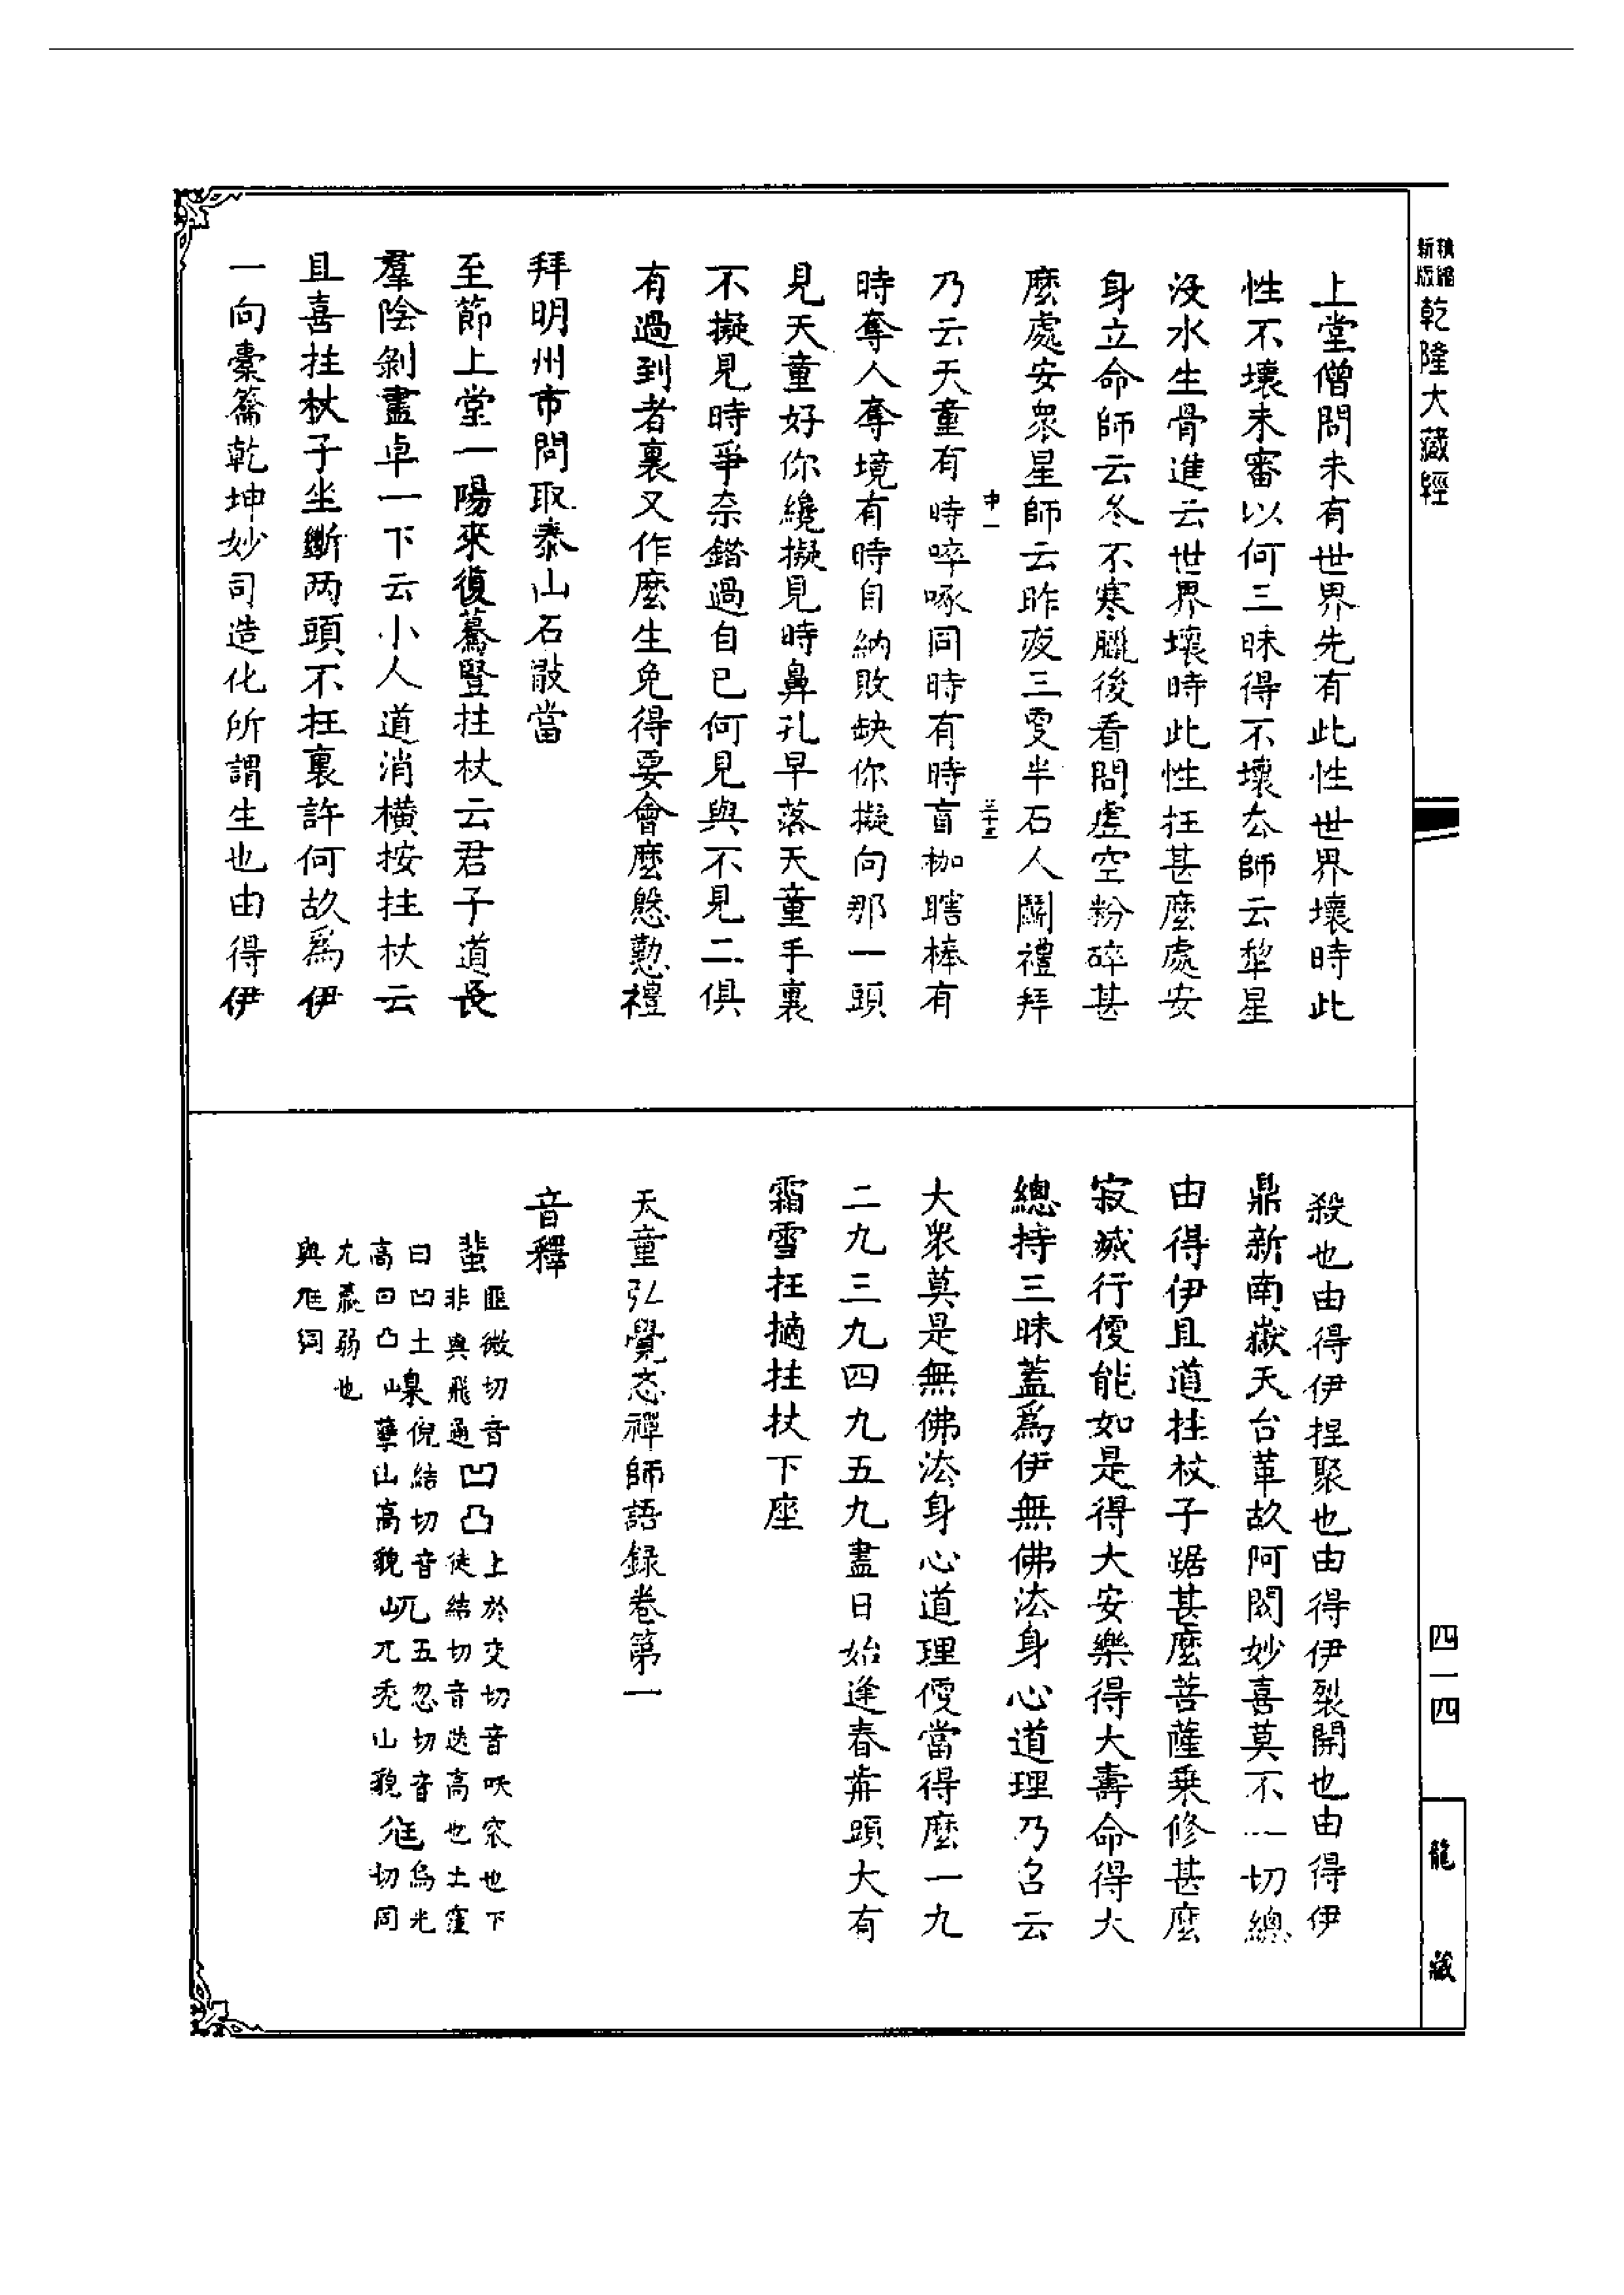 乾隆大藏經
上堂僧問未有世界先有此性世界壞時此
性不壞未審以何三昧得不壞厺師云犂星
没水生骨進云世界壞時此性在甚麼處安
身立命師云冬不寒臘後看問虛空粉碎甚
麼處安衆星師云昨夜三更半石人鬭禮拜
乃云天童有時啐啄同時有時盲枷瞎棒有
時奪人奪境有時自納敗缺你擬向那一頭
見天童好你纔擬見時鼻孔早落天童手裏
不擬見時爭奈錯過自已何見與不見二俱
有過到者裏又作麼生免得要會麼慇懃禮
拜明州市問取泰山石敢當
至節上堂一陽來復驀豎拄杖云君子道長
羣陰剝盡卓一下云小人道消橫按拄杖云
且喜拄杖子坐斷两頭不在裏許何故爲伊
一向橐籥乾坤妙司造化所謂生也由得伊
殺也由得伊捏聚也由得伊裂開也由得伊
鼎新南嶽天台革故阿閦妙喜莫不一切總
由得伊且道拄杖子踞甚麼菩薩乗修甚麼
寂滅行便能如是得大安樂得大壽命得大
總持三昧蓋爲伊無佛法身心道理乃召云
大衆莫是無佛法身心道理便當得麼一九
二九三九四九五九盡日始逢春葬頭大有
霜雪在擿拄杖下座
天童弘覺忞禪師語録卷第一
音釋
蜚匪微切音非與飛通凹凸上於交切音坳窊也下徒結切音迭高也土窪
曰凹土高曰凸嵲倪結切音孽山高貌屼五忽切音兀禿山貌尩烏光切同
尢羸弱也
與尪同
四一四
龍藏